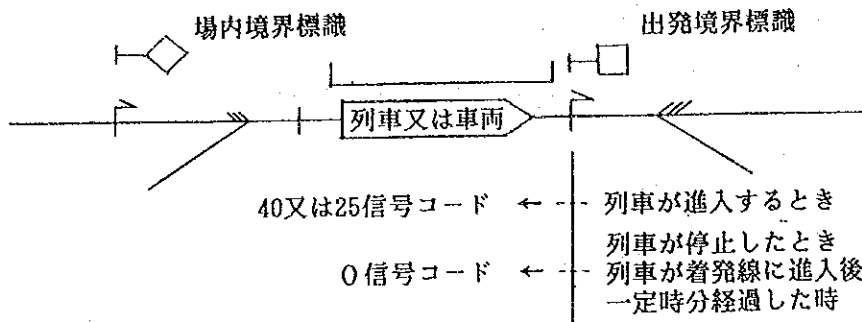 場内境界標識
出発境界標識
列車又は車両
40又は25信号コード ← 列車が進入するとき
列車が停止したとき
0信号コード ← 列車が着発線に進入後
一定時分経過した時